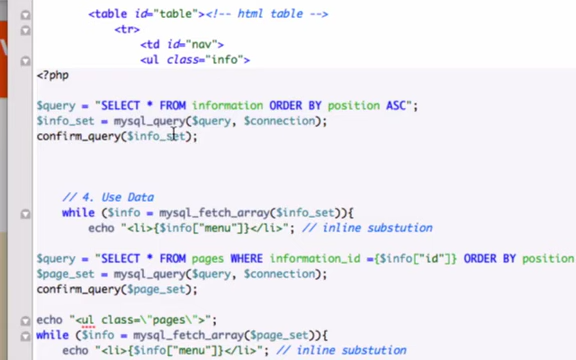 <table id="table"><!-- html table -->
<tr>
<td id="nav">
<ul class="info">
<?php
$query = "SELECT * FROM information ORDER BY position ASC";
$info_set = mysql_query($query, $connection);
confirm_query($info_set);
// 4. Use Data
while ($info = mysql_fetch_array($info_set)){
echo "<li>{$info["menu"]}</li>"; // inline substution
$query = "SELECT * FROM pages WHERE information_id ={$info["id"]} ORDER BY position
$page_set = mysql_query($query, $connection);
confirm_query($page_set);
echo "<ul class=\"pages\">";
while ($info = mysql_fetch_array($page_set)){
echo "<li>{$info["menu"]}</li>"; // inline substution